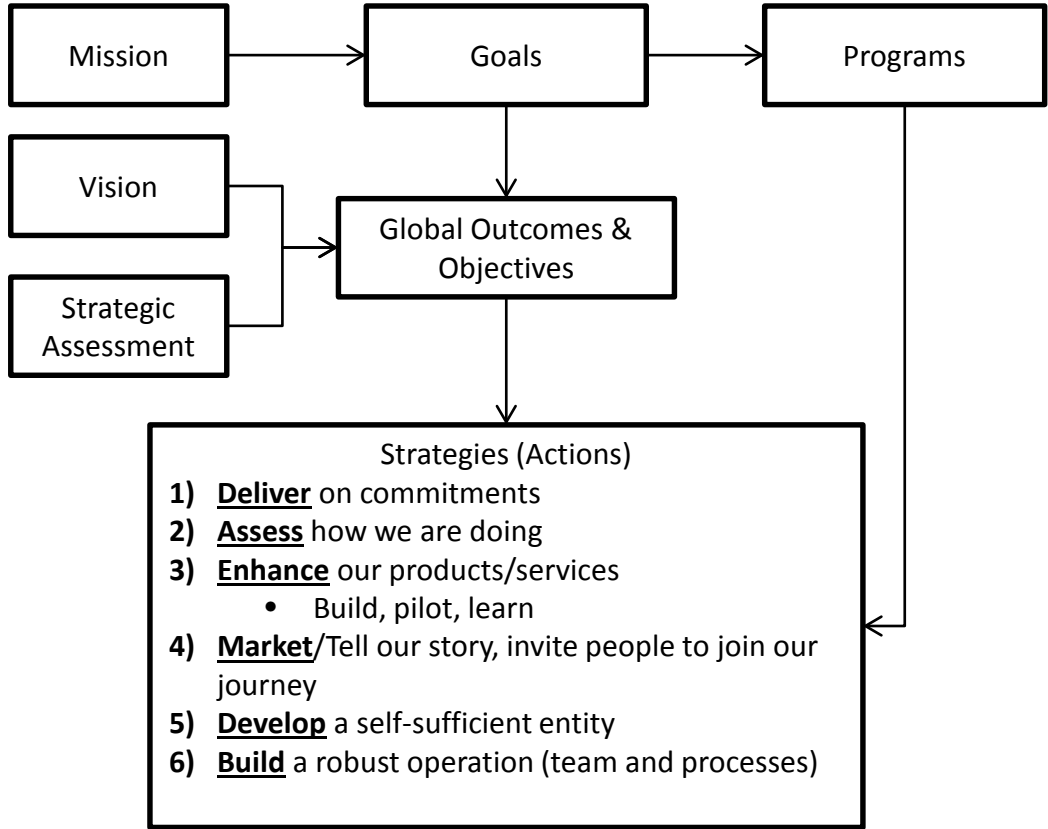 Mission
Goals
Programs
Vision
Global Outcomes &
Objectives
Strategic
Assessment
Strategies (Actions)
1) Deliver on commitments
2) Assess how we are doing
3) Enhance our products/services
• Build, pilot, learn
4) Market/Tell our story, invite people to join our
journey
5) Develop a self-sufficient entity
6) Build a robust operation (team and processes)